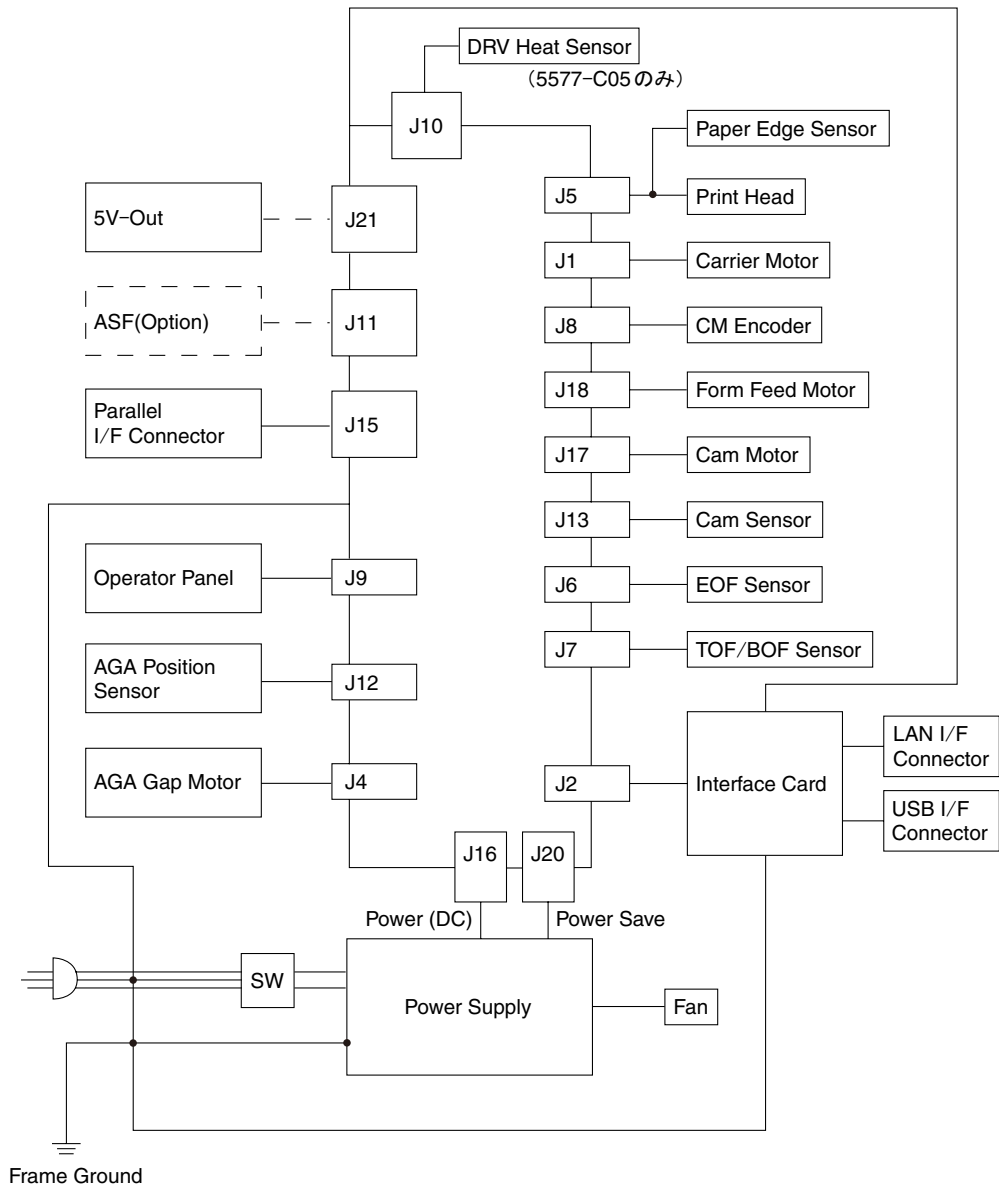 DRV Heat Sensor
（5577−C05のみ）
J10
Paper Edge Sensor
5V−Out
J21
J5
Print Head
J1
Carrier Motor
ASF(Option)
J11
J8
CM Encoder
Parallel
I/F Connector
J15
J18
Form Feed Motor
J17
Cam Motor
J13
Cam Sensor
Operator Panel
J9
J6
EOF Sensor
AGA Position
Sensor
J12
J7
TOF/BOF Sensor
AGA Gap Motor
J4
J2
Interface Card
LAN I/F
Connector
USB I/F
Connector
J16
J20
Power (DC)
Power Save
SW
Power Supply
Fan
Frame Ground